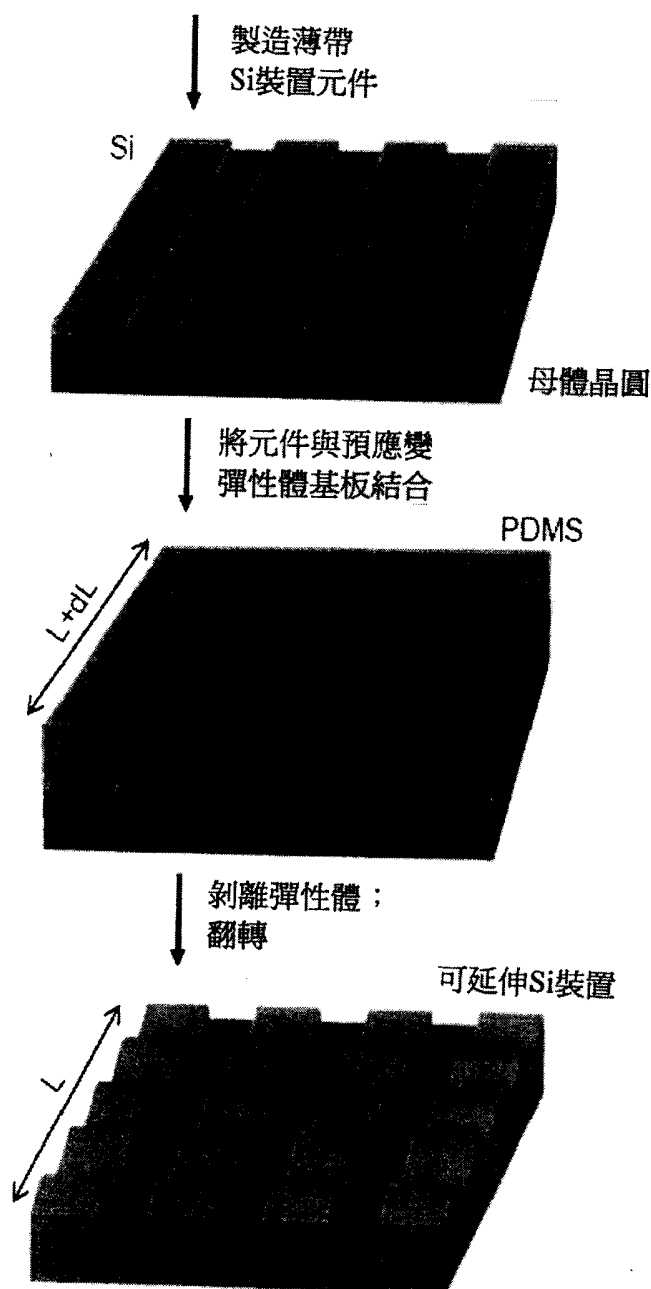 製造薄帶
Si裝置元件
Si
母體晶圓
將元件與預應變
彈性體基板結合
PDMS
L+dL
剝離彈性體；
翻轉
可延伸Si裝置
L